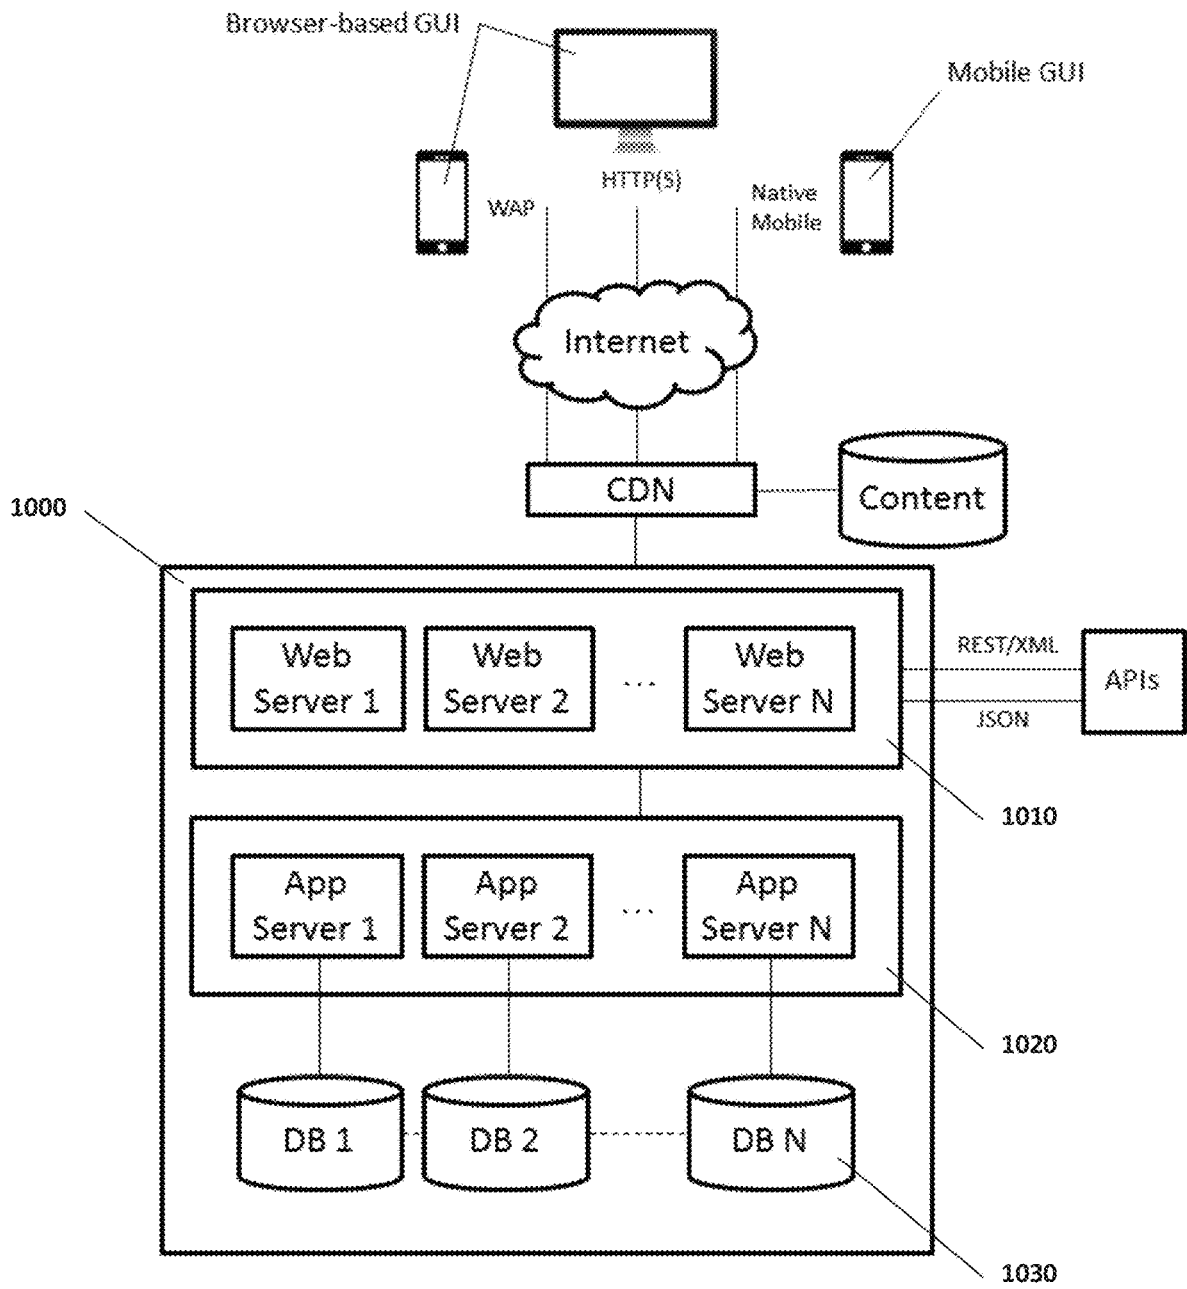 Browser-based GUI
Mobile GUI
HTTP(S)
WAP
Native
Mobile
Internet
CDN
Content
1000
Web
Server 1
Web
Server 2
...
Web
Server N
REST/XML
JSON
APIs
1010
App
Server 1
App
Server 2
...
App
Server N
1020
DB 1
DB 2
DB N
1030